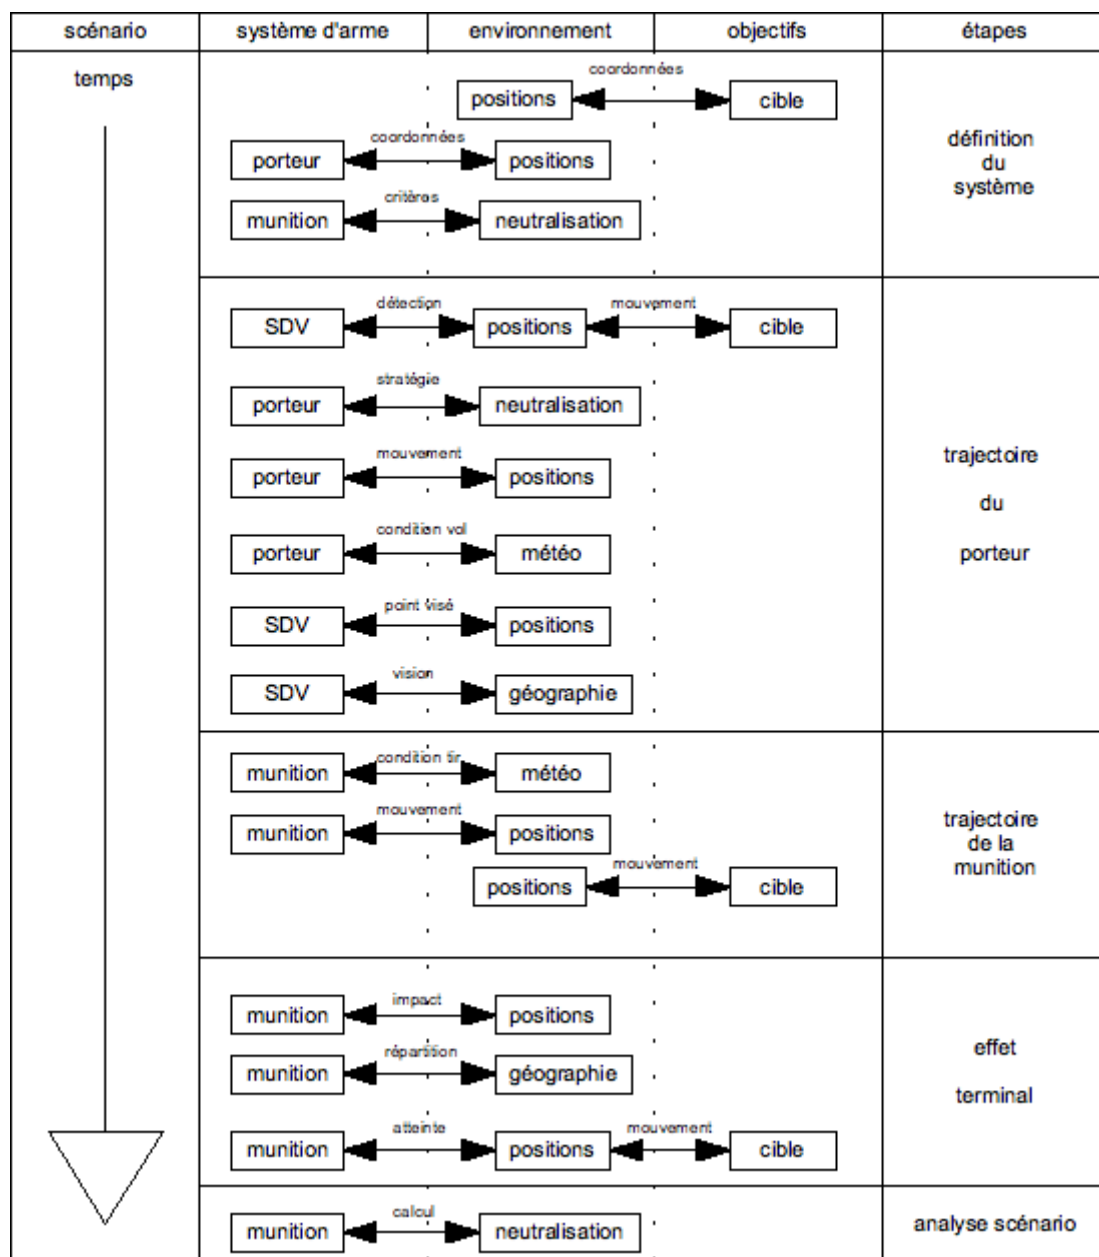 scénario système d'arme environnement objectifs étapes
temps
coordonnées
positions cible
coordonnées
porteur positions
critères
munition neutralisation
définition
du
système
détection mouvement
SDV positions cible
stratégie
porteur neutralisation
mouvement
porteur positions
condition vol
porteur météo
point visé
SDV positions
vision
SDV géographie
trajectoire
du
porteur
condition tir
munition météo
mouvement
munition positions
mouvement
positions cible
trajectoire
de la
munition
impact
munition positions
répartition
munition géographie
atteinte mouvement
munition positions cible
effet
terminal
calcul
munition neutralisation
analyse scénario